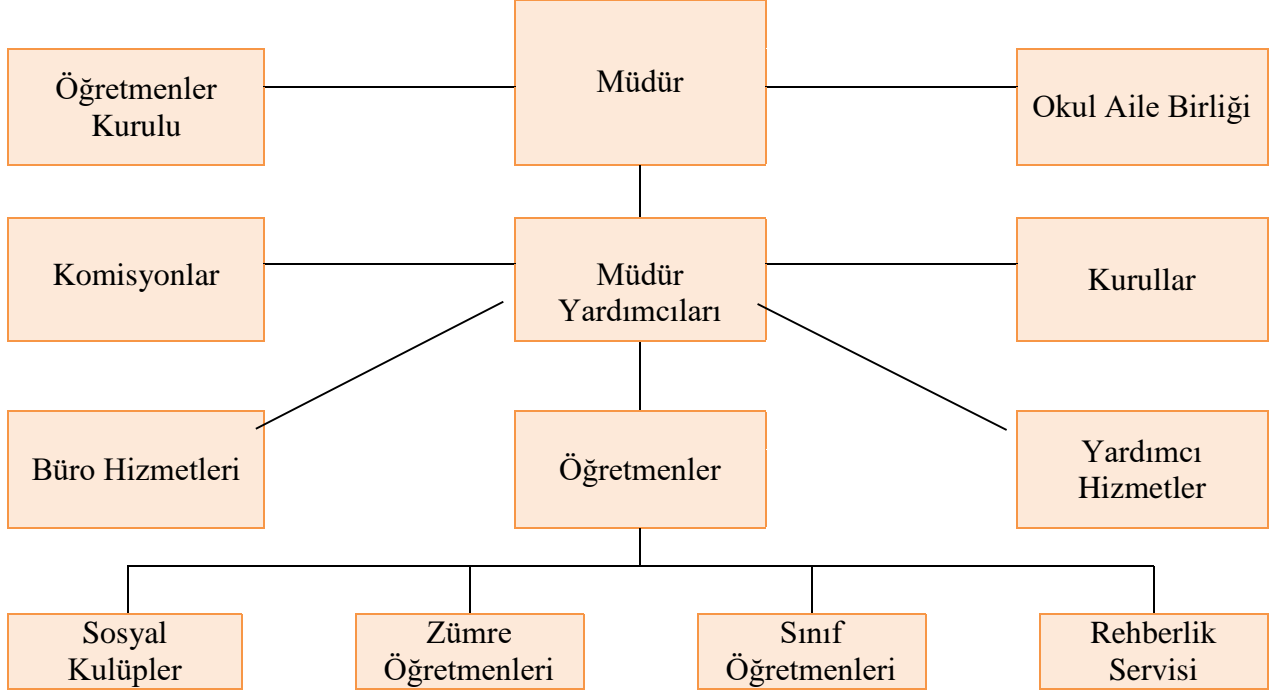 Öğretmenler
Kurulu
Müdür
Okul Aile Birliği
Komisyonlar
Müdür
Yardımcıları
Kurullar
Büro Hizmetleri
Öğretmenler
Yardımcı
Hizmetler
Sosyal
Kulüpler
Zümre
Öğretmenleri
Sınıf
Öğretmenleri
Rehberlik
Servisi